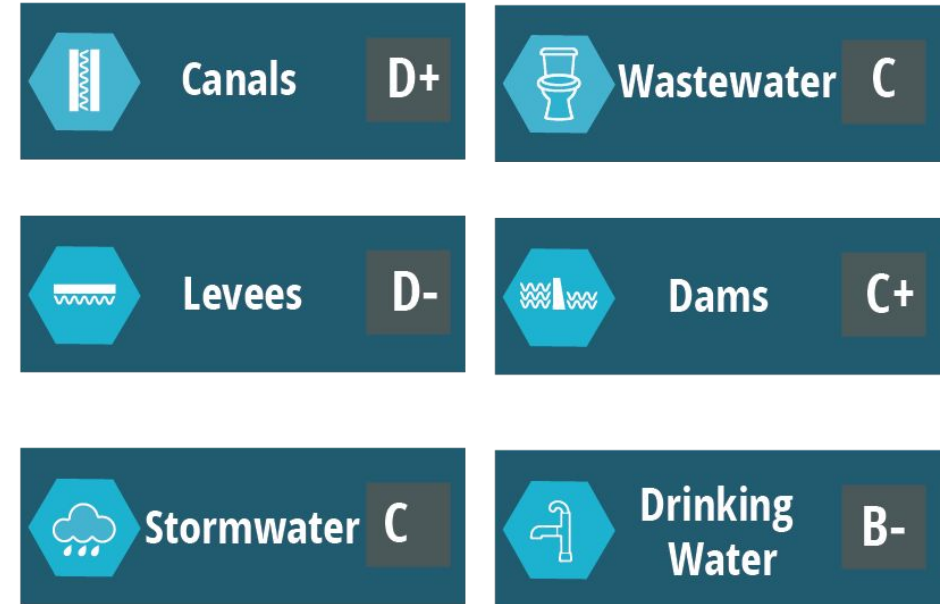 Canals D+
Wastewater C
Levees D-
Dams C+
Stormwater C
Drinking
Water B-